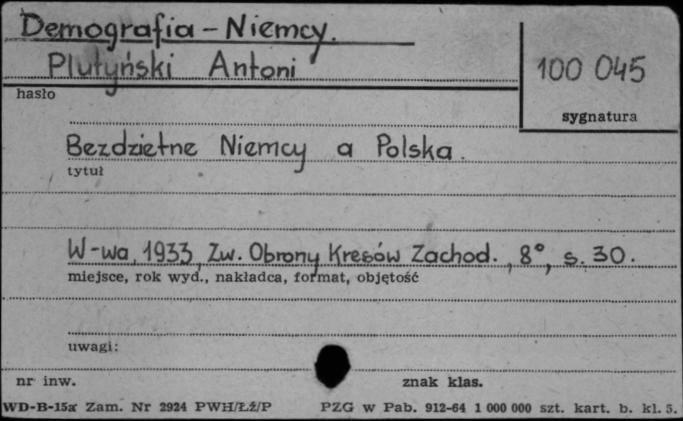 Demografia – Niemcy.
Plutyński Antoni
100 045
hasło
sygnatura
Bezdzietne Niemcy a Polska.
tytuł
W-wa, 1933, Zw. Obrony Kresów Zachod., 8°, s. 30.
miejsce, rok wyd., nakładca, format, objętość
uwagi:
nr inw.
znak klas.
WD-B-15a Zam. Nr 2924 PWH/Łź/P PZG w Pab. 912-64 1 000 000 szt. kart. b. kl. 5.